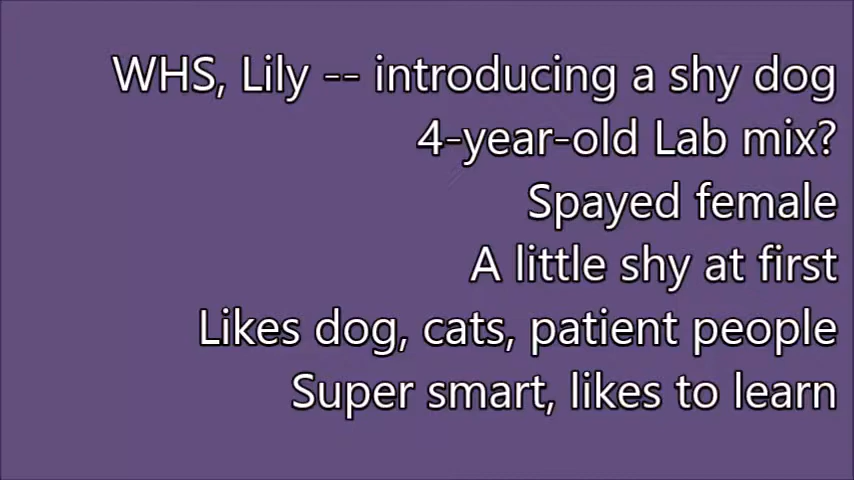 WHS, Lily -- introducing a shy dog
4-year-old Lab mix?
Spayed female
A little shy at first
Likes dog, cats, patient people
Super smart, likes to learn